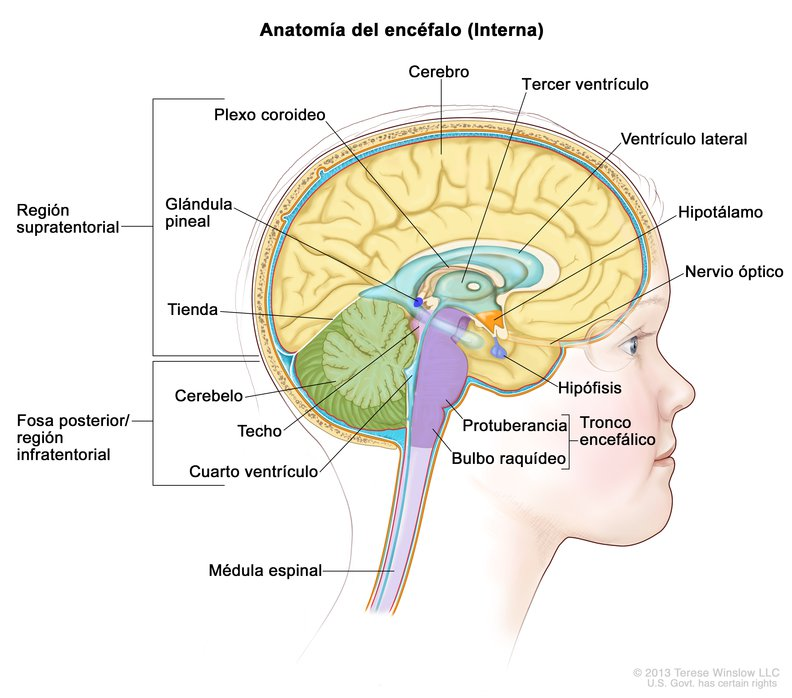 Anatomía del encéfalo (Interna)
Cerebro
Tercer ventrículo
Plexo coroideo
Ventrículo lateral
Glándula
pineal
Región
supratentorial
Hipotálamo
Nervio óptico
Tienda
Hipófisis
Cerebelo
Fosa posterior/
región
infratentorial
Techo
Protuberancia
Tronco
encefálico
Bulbo raquídeo
Cuarto ventrículo
Médula espinal
© 2013 Terese Winslow LLC
U.S. Govt. has certain rights